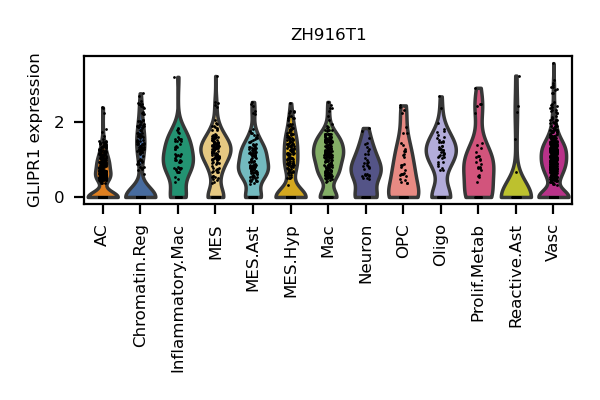 ZH916T1
GLIPR1 expression
2
0
AC
Chromatin.Reg
Inflammatory.Mac
MES
MES.Ast
MES.Hyp
Mac
Neuron
OPC
Oligo
Prolif.Metab
Reactive.Ast
Vasc